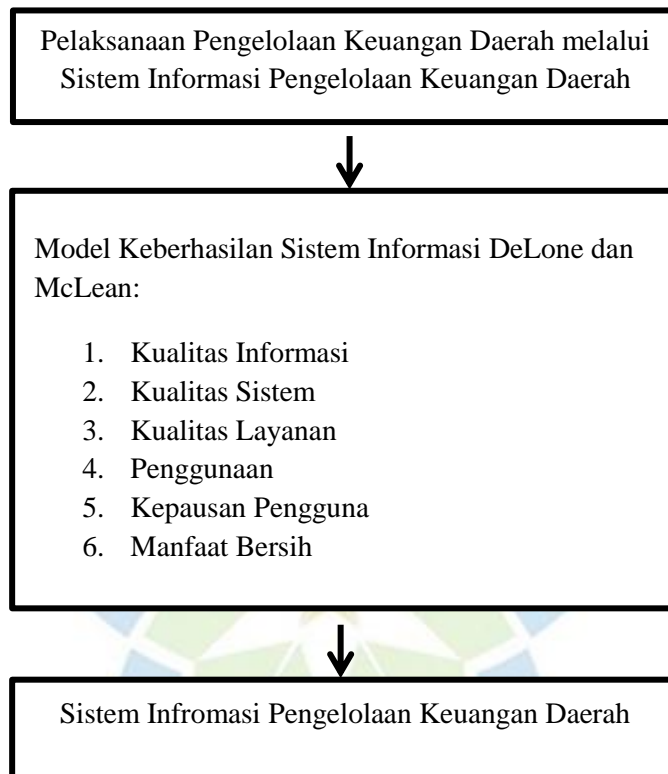 Pelaksanaan Pengelolaan Keuangan Daerah melalui
Sistem Informasi Pengelolaan Keuangan Daerah
Model Keberhasilan Sistem Informasi DeLone dan
McLean:
1. Kualitas Informasi
2. Kualitas Sistem
3. Kualitas Layanan
4. Penggunaan
5. Kepausan Pengguna
6. Manfaat Bersih
Sistem Infromasi Pengelolaan Keuangan Daerah